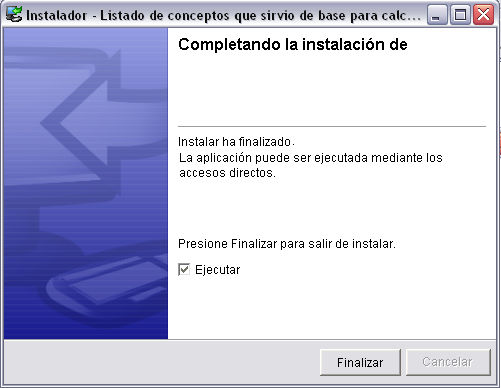 Instalador - Listado de conceptos que sirvio de base para calc...
Completando la instalación de
Instalar ha finalizado.
La aplicación puede ser ejecutada mediante los
accesos directos.
Presione Finalizar para salir de instalar.
Ejecutar
Finalizar
Cancelar